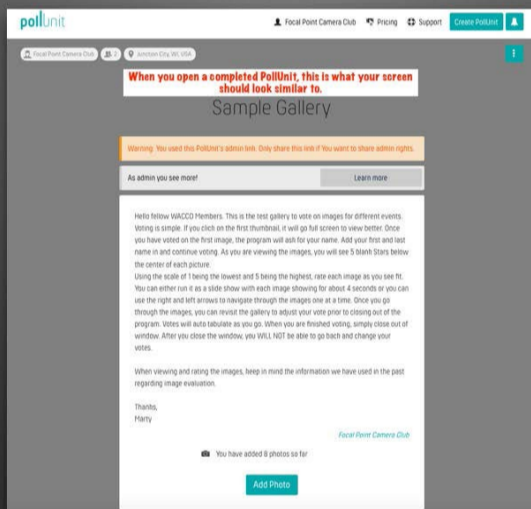 pollunit
Focal Point Camera Club Pricing Support Create PollUnit
Focal Point Camera Club 2 Junction City, WI, USA
When you open a completed PollUnit, this is what your screen
should look similar to.
Sample Gallery
Warning: You used this PollUnit's admin link. Only share this link if You want to share admin rights.
As admin you see more! Learn more
Hello fellow WACCO Members. This is the test gallery to vote on images for different events.
Voting is simple. If you click on the first thumbnail, it will go full screen to view better. Once
you have voted on the first image, the program will ask for your name. Add your first and last
name in and continue voting. As you are viewing the images, you will see 5 blank Stars below
the center of each picture.
Using the scale of 1 being the lowest and 5 being the highest, rate each image as you see fit.
You can either run it as a slide show with each image showing for about 4 seconds or you can
use the right and left arrows to navigate through the images one at a time. Once you go
through the images, you can revisit the gallery to adjust your vote prior to closing out of the
program. Votes will auto tabulate as you go. When you are finished voting, simply close out of
window. After you close the window, you WILL NOT be able to go back and change your
votes.
When viewing and rating the images, keep in mind the information we have used in the past
regarding image evaluation.
Thanks,
Marty
Focal Point Camera Club
You have added 8 photos so far
Add Photo